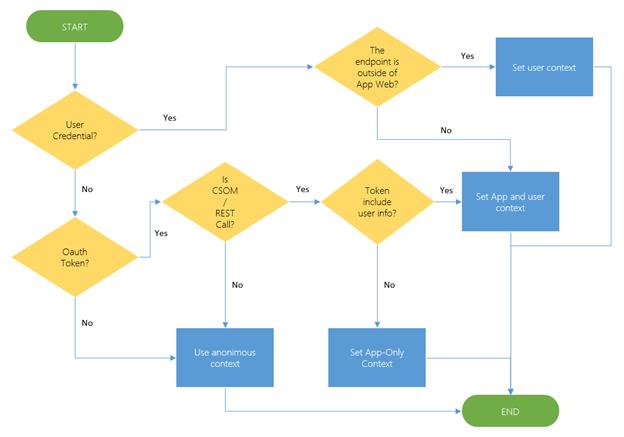 START
The
endpoint is
outside of
App Web?
Yes
Set user context
User
Credential?
Yes
No
No
Is
CSOM
/
REST
Call?
Yes
Token
include
user info?
Yes
Set App and user
context
Oauth
Token?
Yes
No
No
No
Use anonimous
context
Set App-Only
Context
END